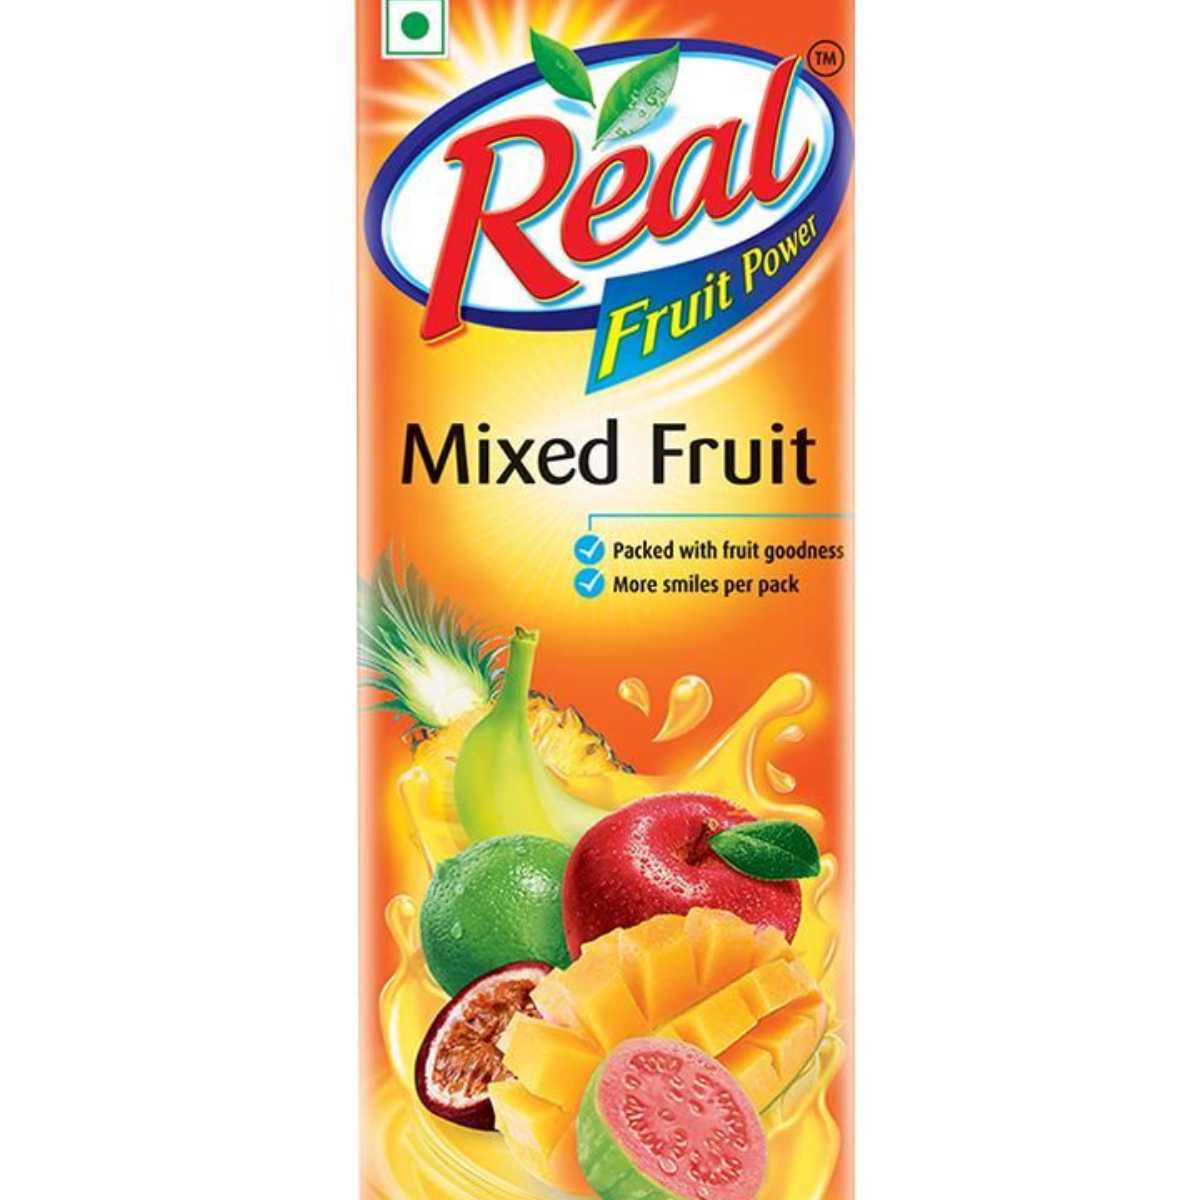 Real
TM
Fruit Power
Mixed Fruit
Packed with fruit goodness
More smiles per pack